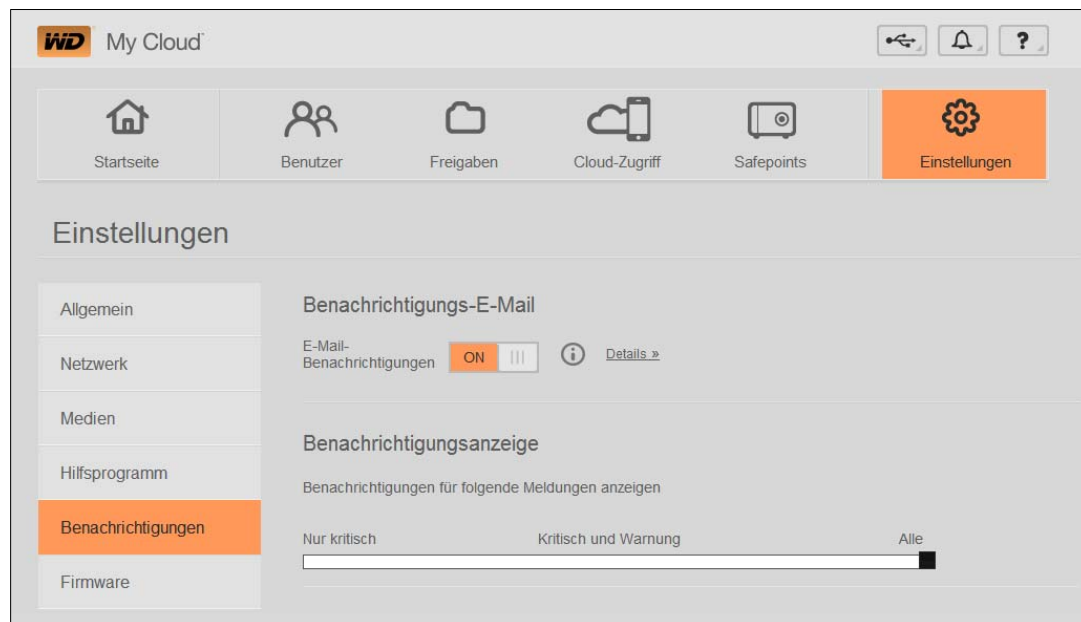 WD My Cloud
?
Startseite
Benutzer
Freigaben
Cloud-Zugriff
Safepoints
Einstellungen
Einstellungen
Allgemein
Netzwerk
Medien
Hilfsprogramm
Benachrichtigungen
Firmware
Benachrichtigungs-E-Mail
E-Mail-
Benachrichtigungen
ON
Details »
Benachrichtigungsanzeige
Benachrichtigungen für folgende Meldungen anzeigen
Nur kritisch
Kritisch und Warnung
Alle